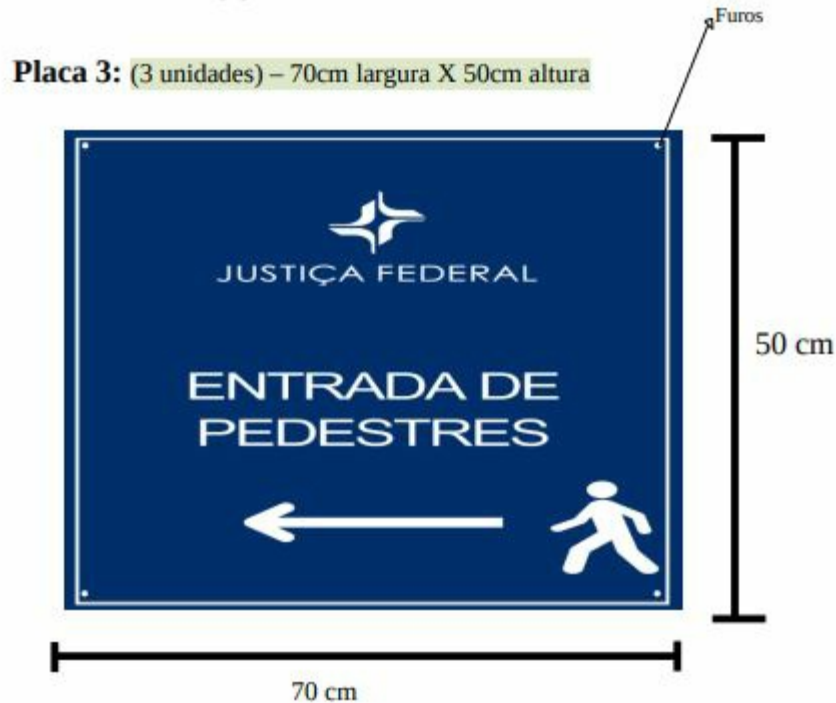 Furos
Placa 3: (3 unidades) – 70cm largura X 50cm altura
JUSTIÇA FEDERAL
50 cm
ENTRADA DE
PEDESTRES
70 cm